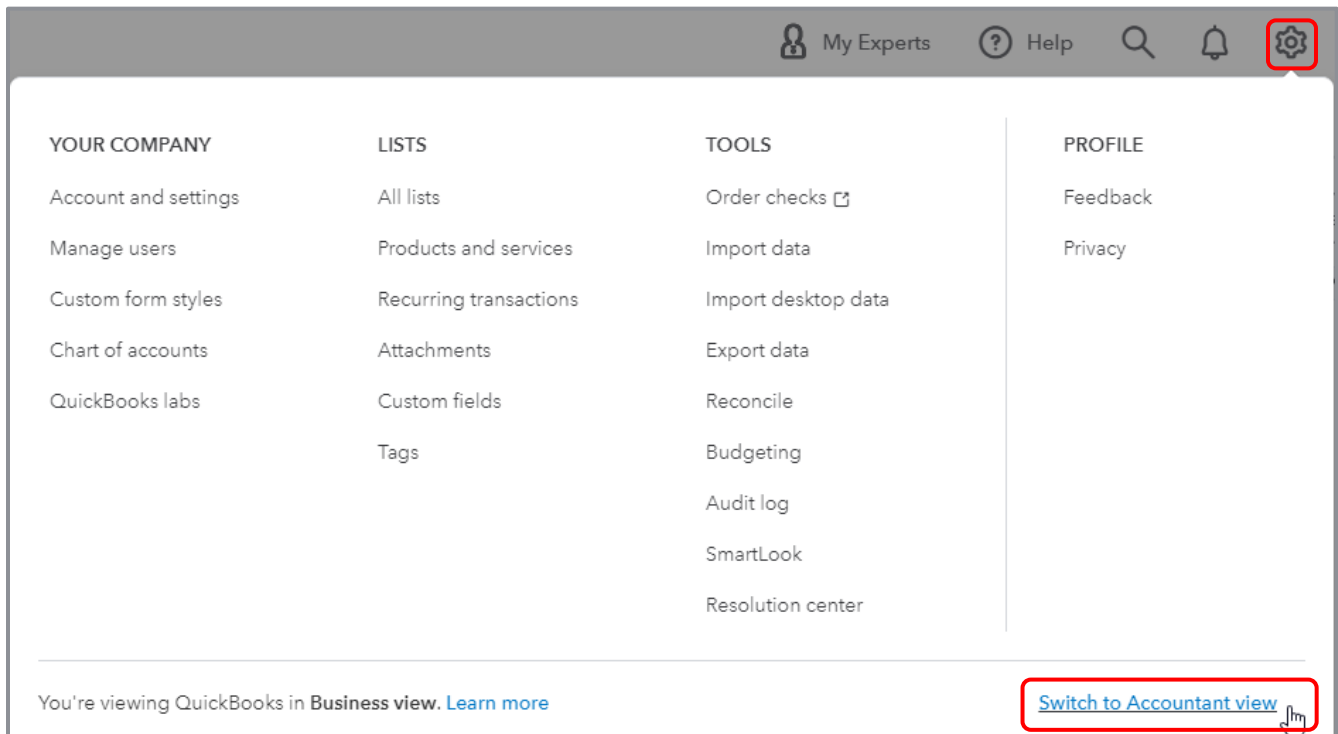 My Experts
Help
YOUR COMPANY
Account and settings
Manage users
Custom form styles
Chart of accounts
QuickBooks labs
LISTS
All lists
Products and services
Recurring transactions
Attachments
Custom fields
Tags
TOOLS
Order checks
Import data
Import desktop data
Export data
Reconcile
Budgeting
Audit log
SmartLook
Resolution center
PROFILE
Feedback
Privacy
You're viewing QuickBooks in Business view. Learn more
Switch to Accountant view